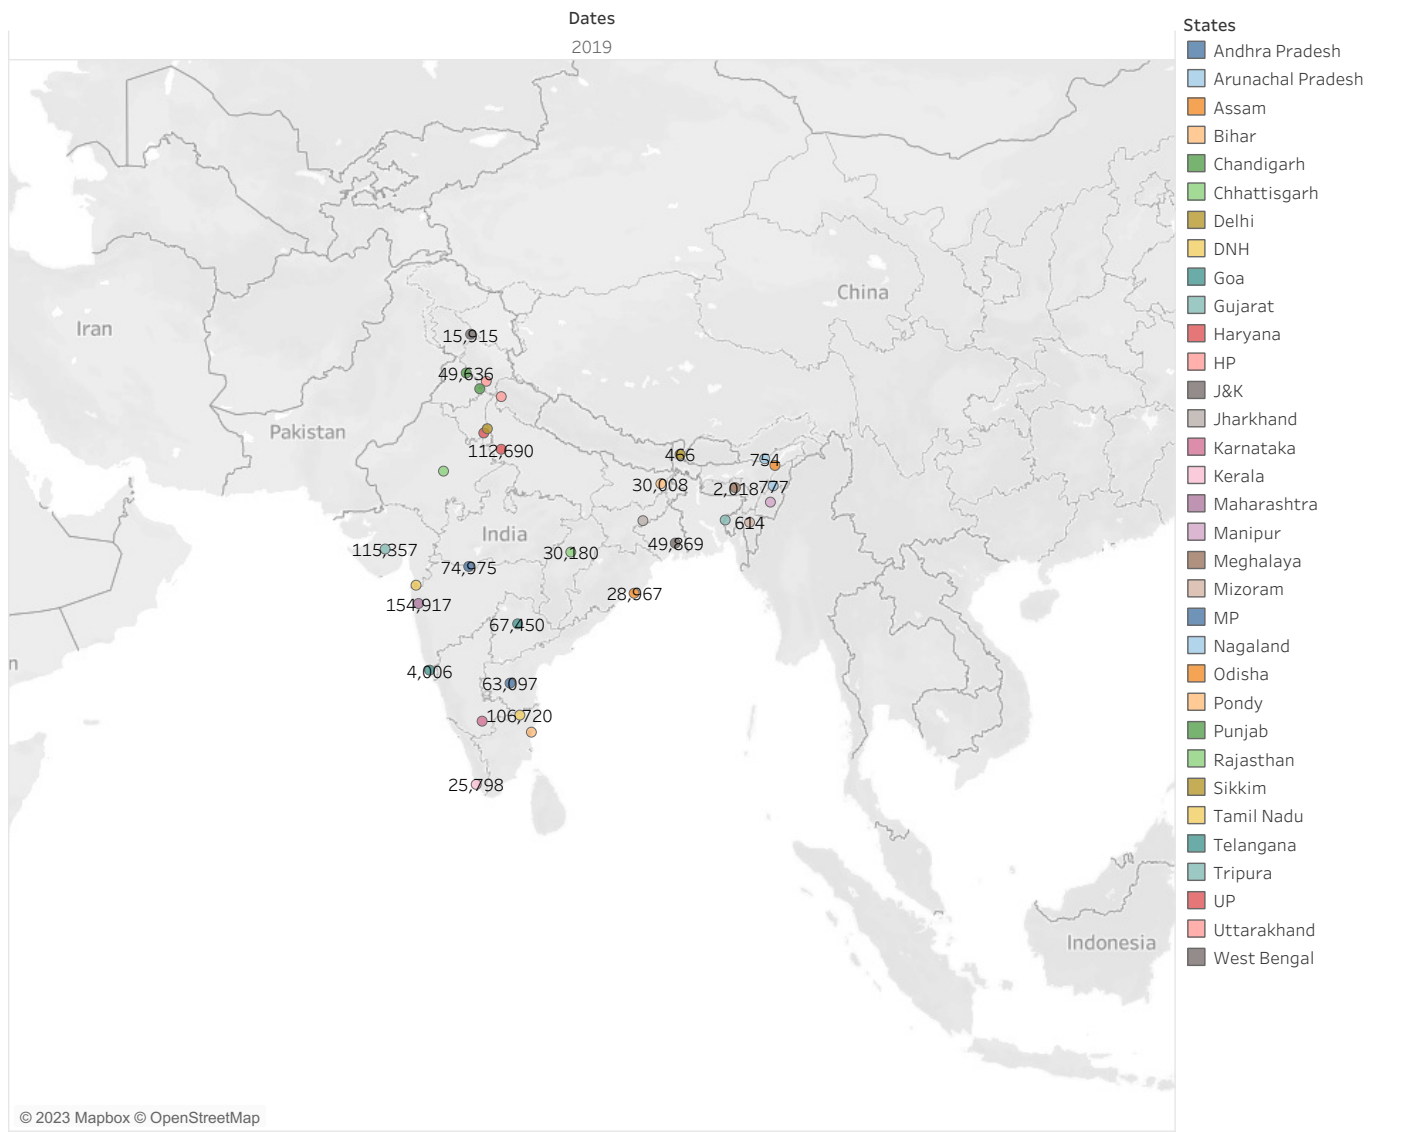 Dates
2019
States
Andhra Pradesh
Arunachal Pradesh
Assam
Bihar
Chandigarh
Chhattisgarh
Delhi
DNH
Goa
Gujarat
Haryana
HP
J&K
Jharkhand
Karnataka
Kerala
Maharashtra
Manipur
Meghalaya
Mizoram
MP
Nagaland
Odisha
Pondy
Punjab
Rajasthan
Sikkim
Tamil Nadu
Telangana
Tripura
UP
Uttarakhand
West Bengal
China
Iran
15,915
49,636
Pakistan
112,690
466
754
30,008
2,018
777
614
India
49,869
115,357
30,180
74,975
28,967
154,917
67,450
n
4,006
63,097
106,720
25,798
Indonesia
© 2023 Mapbox © OpenStreetMap